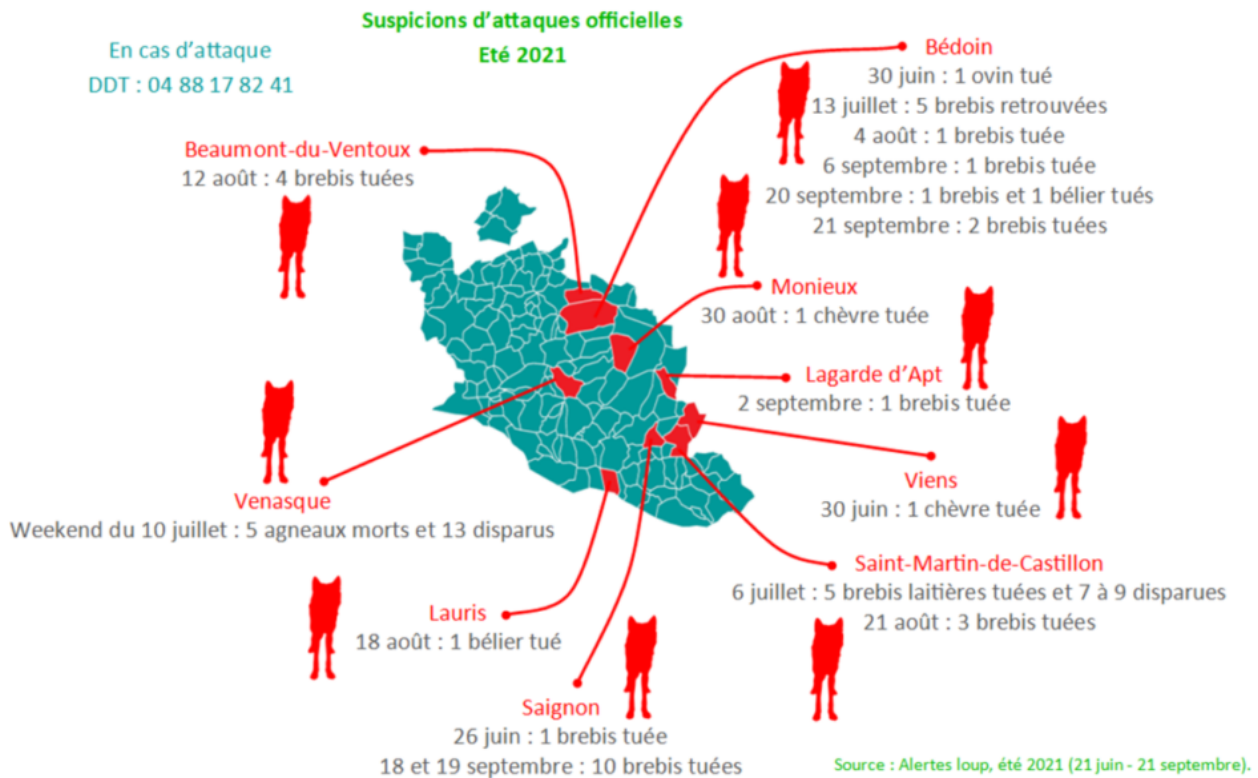 Suspicions d'attaques officielles
Eté 2021
En cas d'attaque
DDT : 04 88 17 82 41
Bédoin
30 juin : 1 ovin tué
13 juillet : 5 brebis retrouvées
4 août : 1 brebis tuée
6 septembre : 1 brebis tuée
20 septembre : 1 brebis et 1 bélier tués
21 septembre : 2 brebis tuées
Beaumont-du-Ventoux
12 août : 4 brebis tuées
Monieux
30 août : 1 chèvre tuée
Lagarde d'Apt
2 septembre : 1 brebis tuée
Viens
30 juin : 1 chèvre tuée
Venasque
Weekend du 10 juillet : 5 agneaux morts et 13 disparus
Saint-Martin-de-Castillon
6 juillet : 5 brebis laitières tuées et 7 à 9 disparues
21 août : 3 brebis tuées
Lauris
18 août : 1 bélier tué
Saignon
26 juin : 1 brebis tuée
18 et 19 septembre : 10 brebis tuées
Source : Alertes loup, été 2021 (21 juin - 21 septembre).